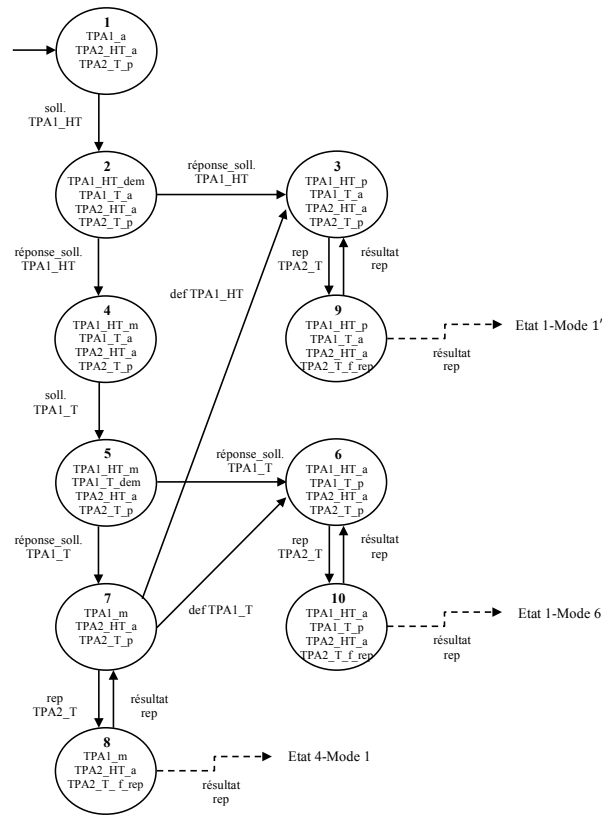 1
TPA1_a
TPA2_HT_a
TPA2_T_p
soll.
TPA1_HT
2
TPA1_HT_dem
TPA1_T_a
TPA2_HT_a
TPA2_T_p
réponse_soll.
TPA1_HT
3
TPA1_HT_p
TPA1_T_a
TPA2_HT_a
TPA2_T_p
réponse_soll.
TPA1_HT
def TPA1_HT
rep
TPA2_T
résultat
rep
4
TPA1_HT_m
TPA1_T_a
TPA2_HT_a
TPA2_T_p
9
TPA1_HT_p
TPA1_T_a
TPA2_HT_a
TPA2_T_f_rep
Etat 1-Mode 1'
résultat
rep
soll.
TPA1_T
5
TPA1_HT_m
TPA1_T_dem
TPA2_HT_a
TPA2_T_p
réponse_soll.
TPA1_T
6
TPA1_HT_a
TPA1_T_p
TPA2_HT_a
TPA2_T_p
réponse_soll.
TPA1_T
rep
TPA2_T
résultat
rep
7
TPA1_m
TPA2_HT_a
TPA2_T_p
def TPA1_T
10
TPA1_HT_a
TPA1_T_p
TPA2_HT_a
TPA2_T_f_rep
Etat 1-Mode 6
résultat
rep
rep
TPA2_T
résultat
rep
8
TPA1_m
TPA2_HT_a
TPA2_T_ f_rep
Etat 4-Mode 1
résultat
rep